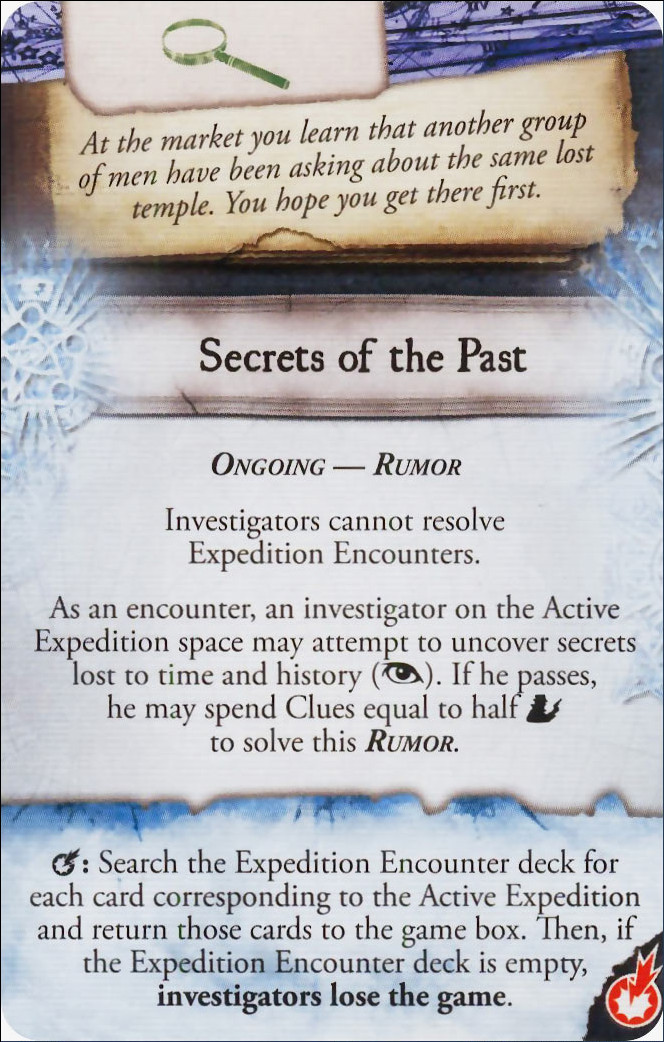 At the market you learn that another group
of men have been asking about the same lost
temple. You hope you get there first.
Secrets of the Past
Ongoing — Rumor
Investigators cannot resolve
Expedition Encounters.
As an encounter, an investigator on the Active
Expedition space may attempt to uncover secrets
lost to time and history ( ). If he passes,
he may spend Clues equal to half
to solve this Rumor.
: Search the Expedition Encounter deck for
each card corresponding to the Active Expedition
and return those cards to the game box. Then, if
the Expedition Encounter deck is empty,
investigators lose the game.